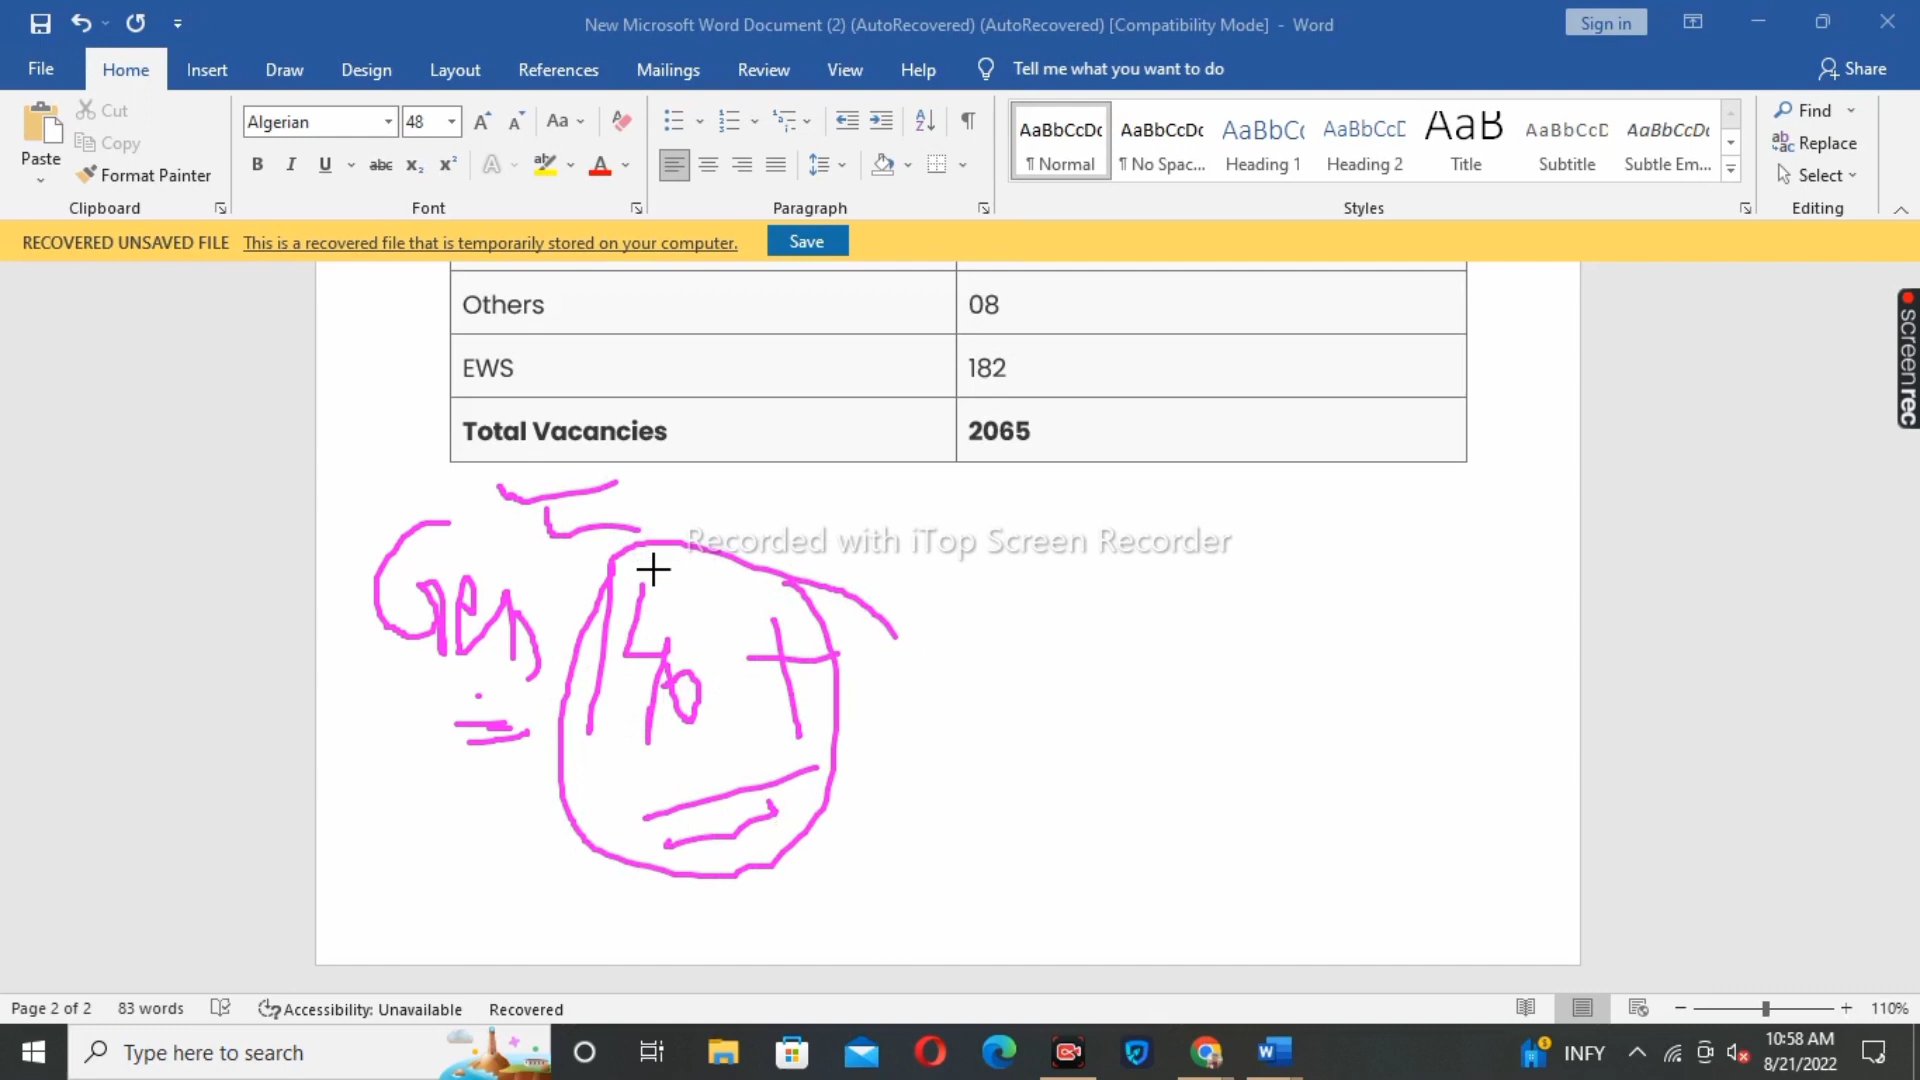 New Microsoft Word Document (2) (AutoRecovered) (AutoRecovered) [Compatibility Mode] - Word
Sign in
File Home Insert Draw Design Layout References Mailings Review View Help Tell me what you want to do Share
Paste
Cut
Copy
Format Painter
Clipboard
Algerian 48
Font
Paragraph
AaBbCcDc AaBbCcDc AaBbCc AaBbCcD AaB AaBbCcD AaBbCcDc
¶ Normal ¶ No Spac... Heading 1 Heading 2 Title Subtitle Subtle Em...
Styles
Find
Replace
Select
Editing
RECOVERED UNSAVED FILE This is a recovered file that is temporarily stored on your computer. Save
Others 08
EWS 182
Total Vacancies 2065
Recorded with iTop Screen Recorder
Gen
screenrec
Page 2 of 2 83 words Accessibility: Unavailable Recovered 110%
Type here to search
INFY
10:58 AM
8/21/2022